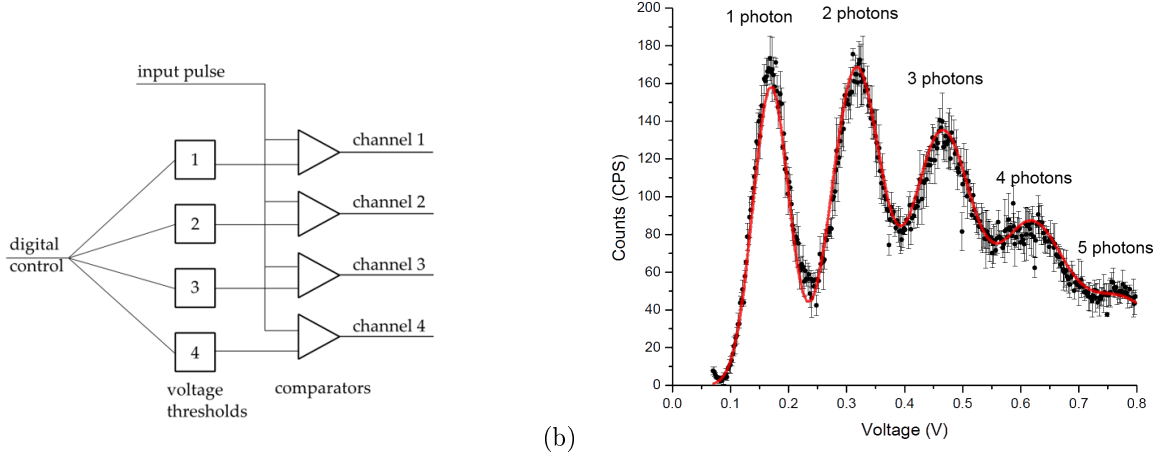 input pulse
1
channel 1
2
channel 2
digital
control
3
channel 3
4
channel 4
voltage
thresholds
comparators
(b)
1 photon
2 photons
3 photons
4 photons
5 photons
200
180
160
140
120
100
80
60
40
20
0
Counts (CPS)
0.0 0.1 0.2 0.3 0.4 0.5 0.6 0.7 0.8
Voltage (V)